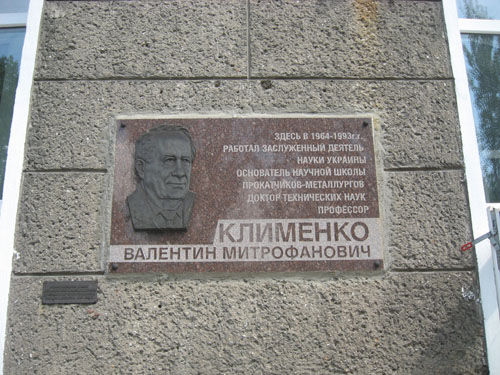 ЗДЕСЬ В 1964-1993г.г.
РАБОТАЛ ЗАСЛУЖЕННЫЙ ДЕЯТЕЛЬ
НАУКИ УКРАИНЫ
ОСНОВАТЕЛЬ НАУЧНОЙ ШКОЛЫ
ПРОКАТЧИКОВ-МЕТАЛЛУРГОВ
ДОКТОР ТЕХНИЧЕСКИХ НАУК
ПРОФЕССОР
КЛИМЕНКО
ВАЛЕНТИН МИТРОФАНОВИЧ